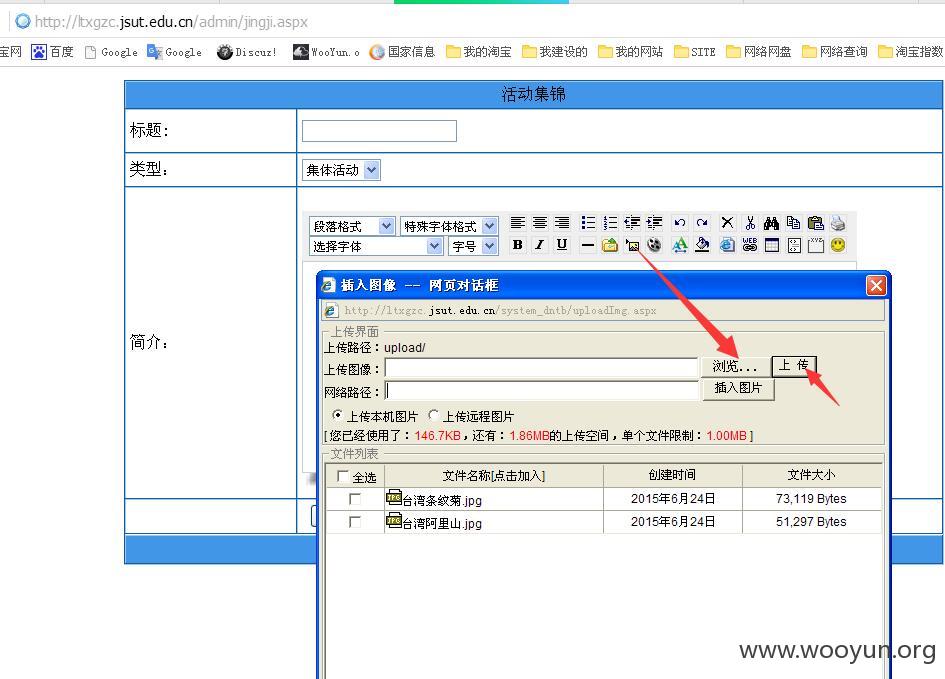 http://ltxgzc.jsut.edu.cn/admin/jingji.aspx
宝网 百度 Google Google Discuz! WooYun.o 国家信息 我的淘宝 我建设的 我的网站 SITE 网络网盘 网络查询 淘宝指数
活动集锦
标题:
类型:
集体活动
段落格式 特殊字体格式
选择字体 字号 B I U WEB XYZ
简介:
插入图像 -- 网页对话框
http://ltxgzc.jsut.edu.cn/system_dntb/uploadImg.aspx
上传界面
上传路径：upload/
上传图像： 浏览... 上 传
网络路径： 插入图片
上传本机图片 上传远程图片
[ 您已经使用了：146.7KB，还有：1.86MB的上传空间，单个文件限制：1.00MB ]
文件列表
全选 文件名称[点击加入] 创建时间 文件大小
台湾条纹菊.jpg 2015年6月24日 73,119 Bytes
台湾阿里山.jpg 2015年6月24日 51,297 Bytes
www.wooyun.org